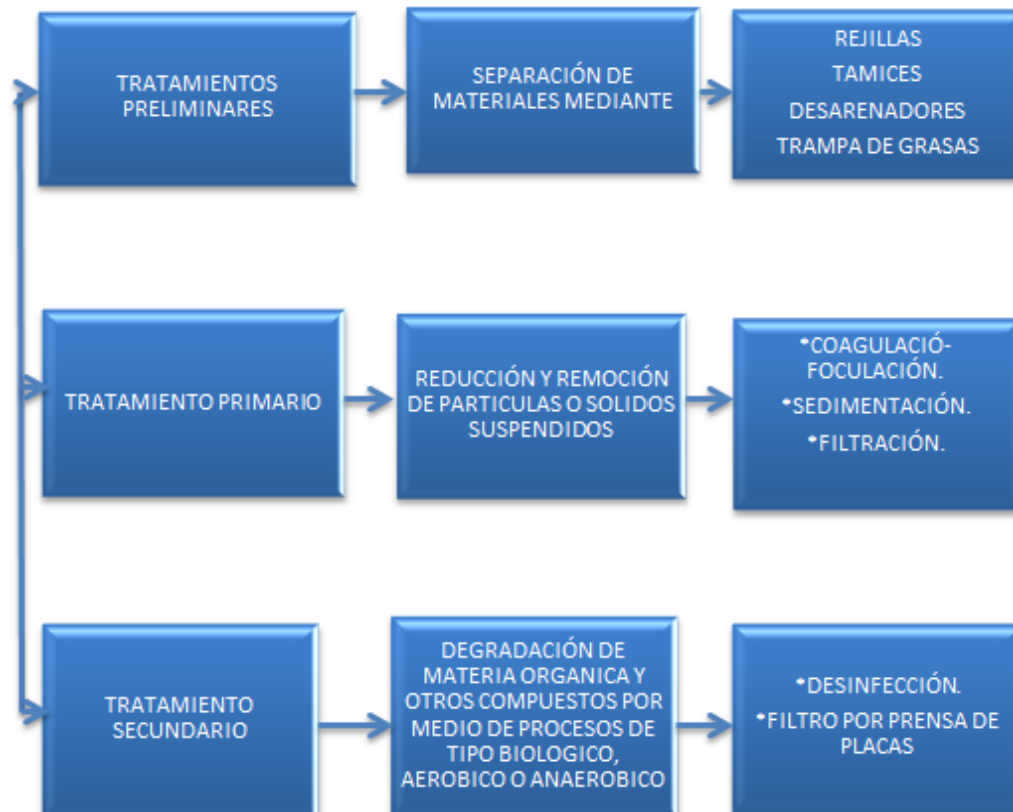 TRATAMIENTOS
PRELIMINARES
SEPARACIÓN DE
MATERIALES MEDIANTE
REJILLAS
TAMICES
DESARENADORES
TRAMPA DE GRASAS
TRATAMIENTO PRIMARIO
REDUCCIÓN Y REMOCIÓN
DE PARTICULAS O SOLIDOS
SUSPENDIDOS
*COAGULACIÓ-
FOCULACIÓN.
*SEDIMENTACIÓN.
*FILTRACIÓN.
TRATAMIENTO
SECUNDARIO
DEGRADACIÓN DE
MATERIA ORGANICA Y
OTROS COMPUESTOS POR
MEDIO DE PROCESOS DE
TIPO BIOLOGICO,
AEROBICO O ANAEROBICO
*DESINFECCIÓN.
*FILTRO POR PRENSA DE
PLACAS